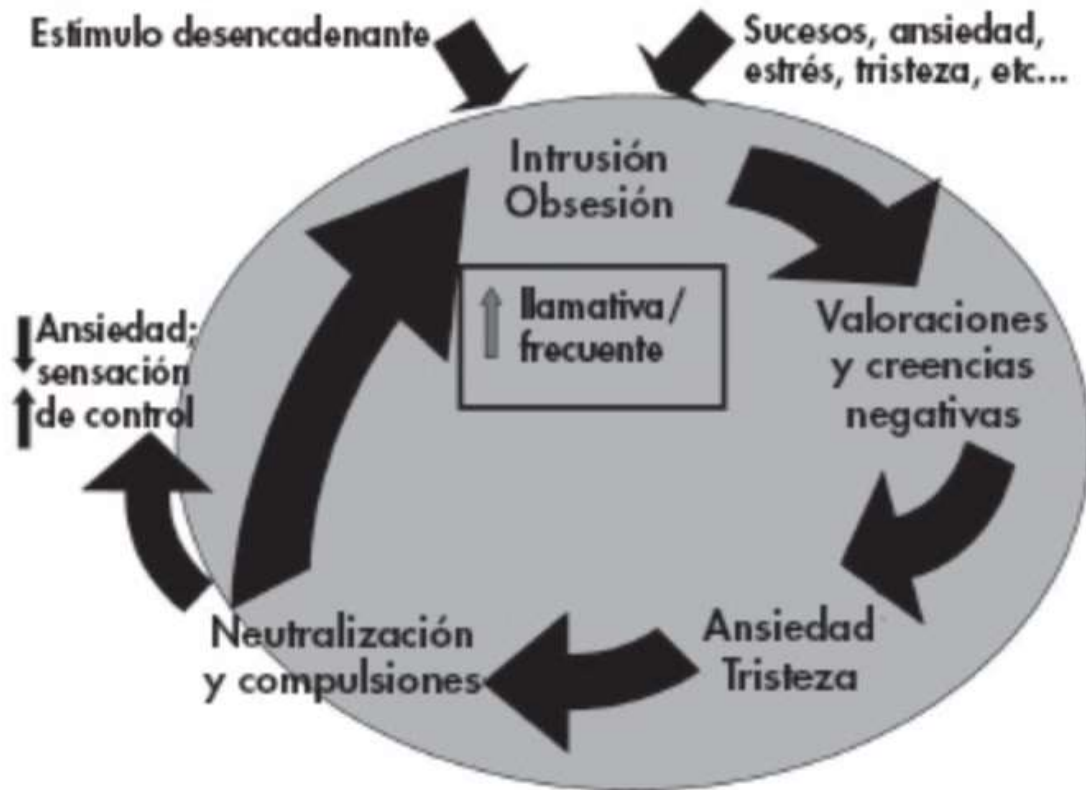 Estímulo desencadenante
Sucesos, ansiedad,
estrés, tristeza, etc...
Intrusión
Obsesión
llamativa/
frecuente
Valoraciones
y creencias
negativas
Ansiedad
Tristeza
Neutralización
y compulsiones
Ansiedad;
sensación
de control